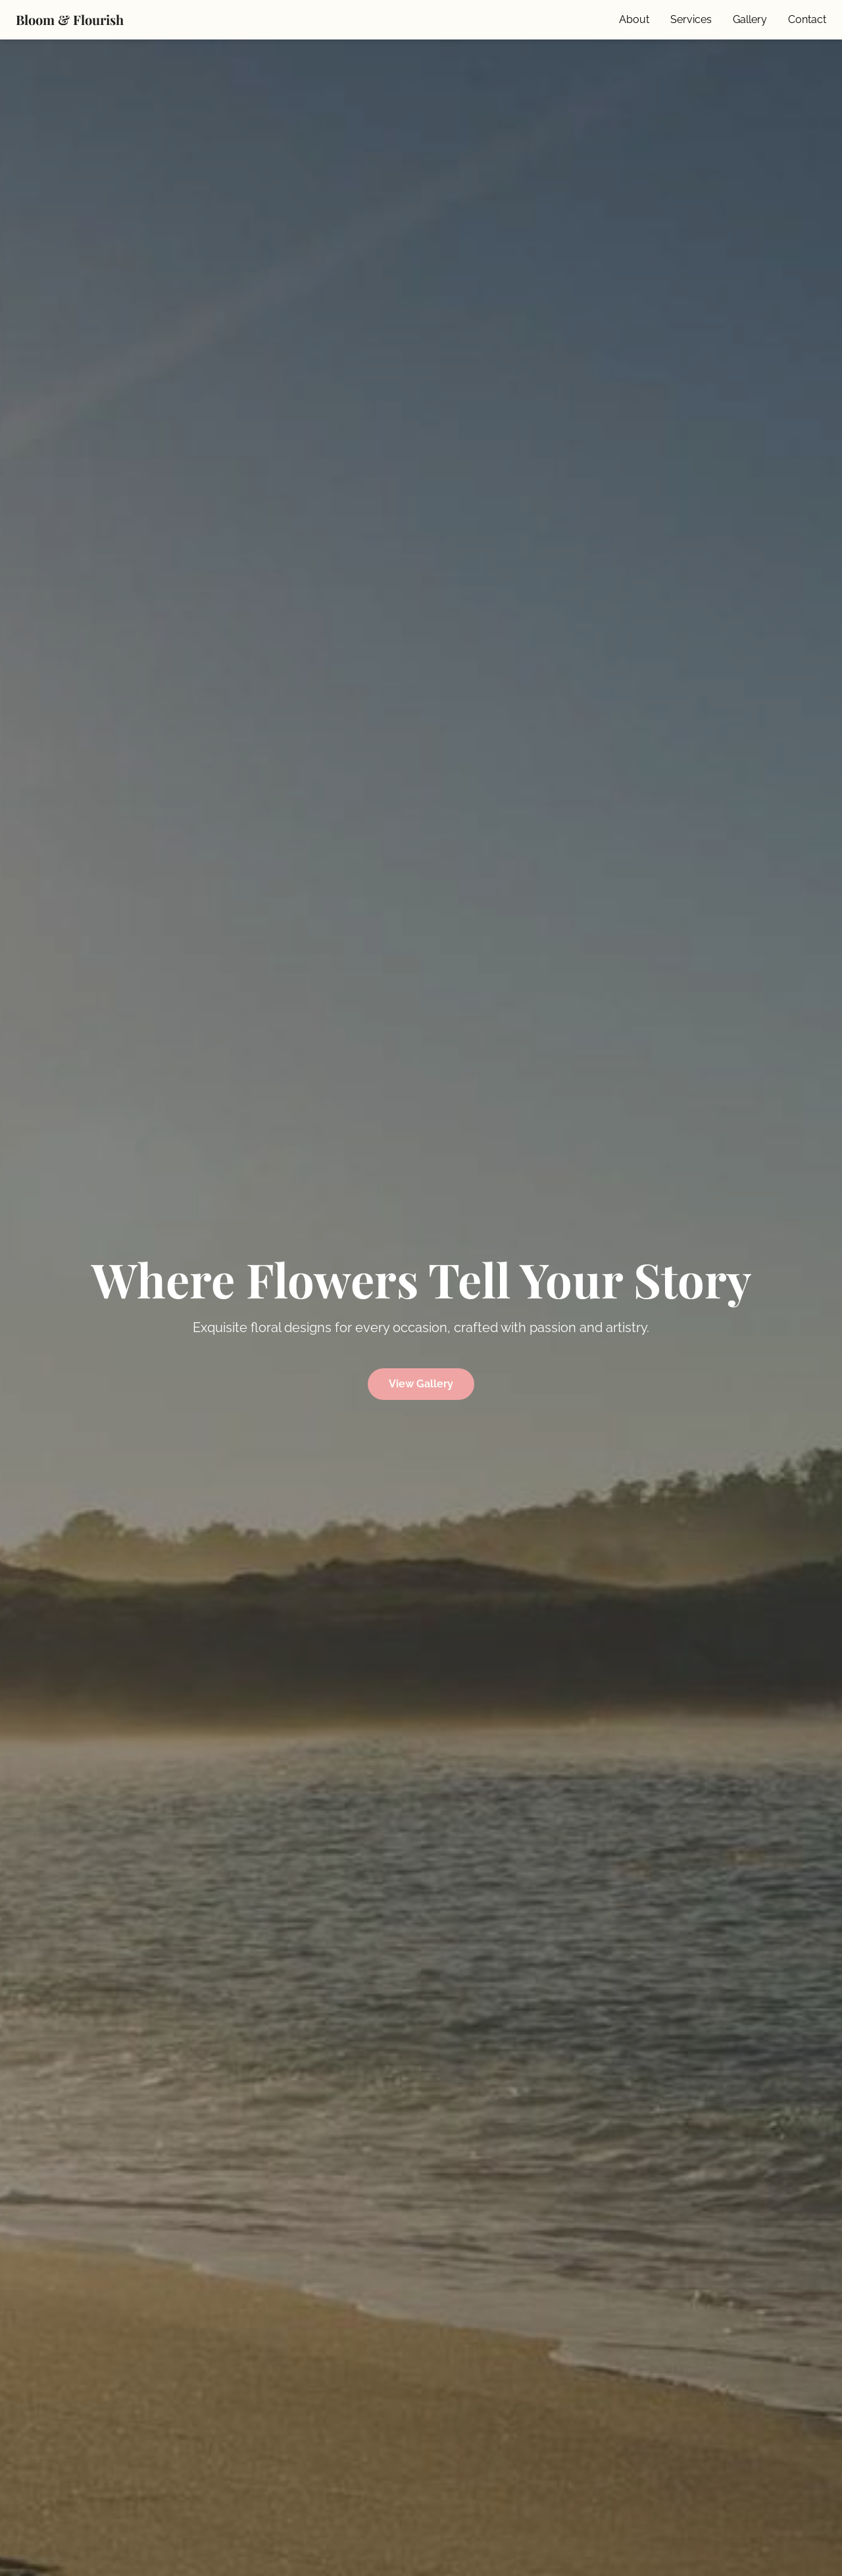 Bloom & Flourish
About Services Gallery Contact
Where Flowers Tell Your Story
Exquisite floral designs for every occasion, crafted with passion and artistry.
View Gallery